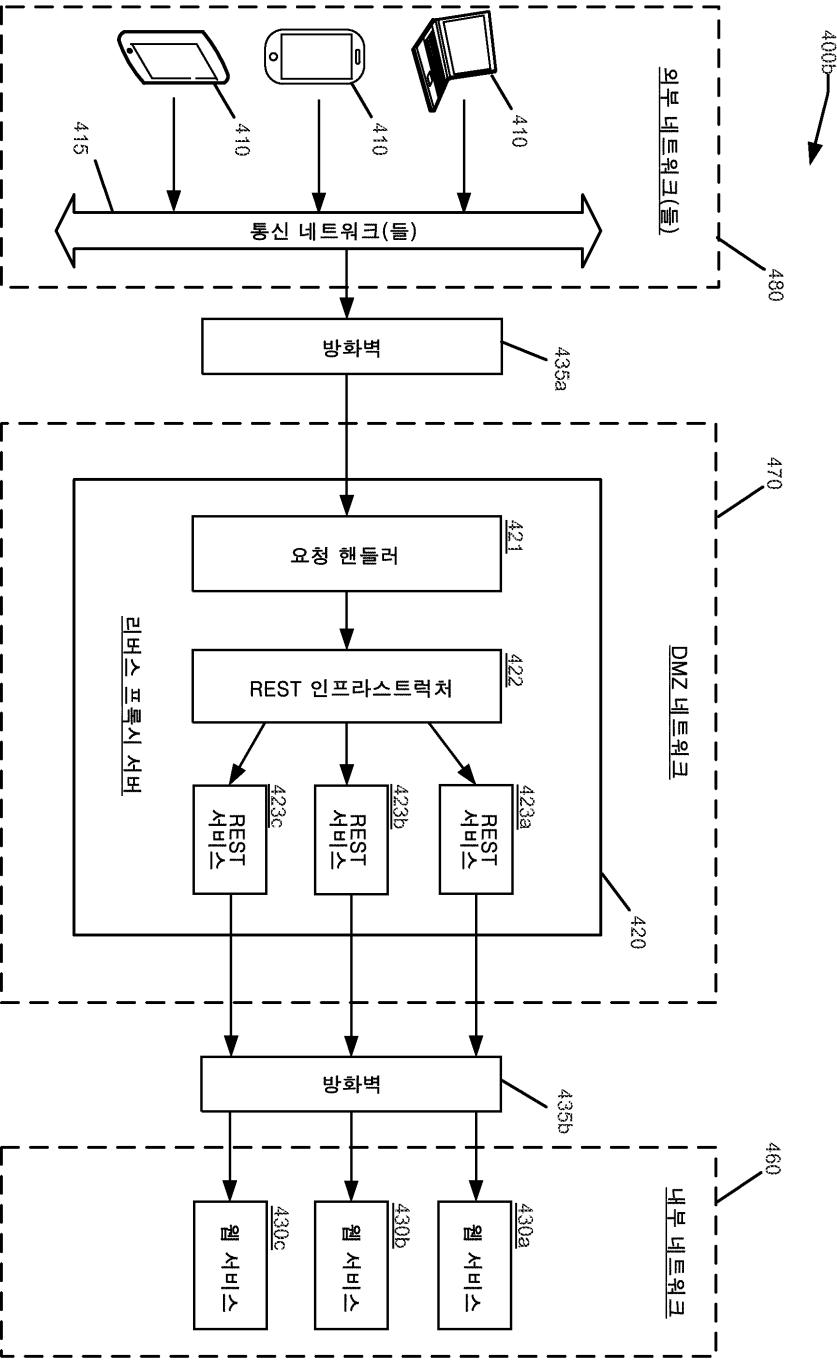 400b
외부 네트워크(들)
480
410
410
410
415
통신 네트워크(들)
방화벽
435a
470
DMZ 네트워크
420
리버스 프록시 서버
421
요청 핸들러
422
REST 인프라스트럭처
423a
REST
서비스
423b
REST
서비스
423c
REST
서비스
방화벽
435b
460
내부 네트워크
430a
웹 서비스
430b
웹 서비스
430c
웹 서비스